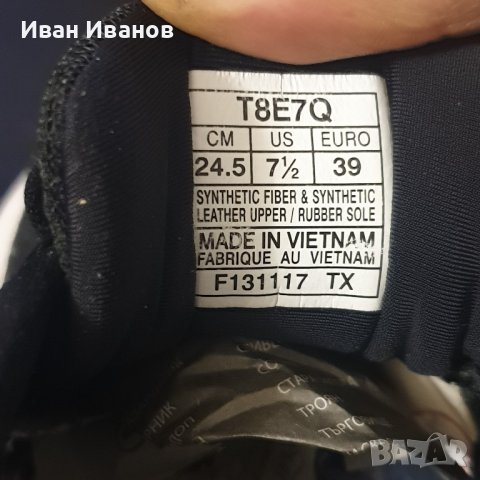 Иван Иванов
T8E7Q
CM US EURO
24.5 7½ 39
SYNTHETIC FIBER & SYNTHETIC
LEATHER UPPER / RUBBER SOLE
MADE IN VIETNAM
FABRIQUE AU VIETNAM
F131117 TX
BAZAR